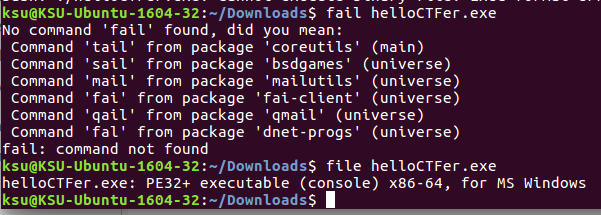 ksu@KSU-Ubuntu-1604-32:~/Downloads$ fail helloCTFer.exe
No command 'fail' found, did you mean:
 Command 'tail' from package 'coreutils' (main)
 Command 'sail' from package 'bsdgames' (universe)
 Command 'mail' from package 'mailutils' (universe)
 Command 'fai' from package 'fai-client' (universe)
 Command 'qail' from package 'qmail' (universe)
 Command 'fal' from package 'dnet-progs' (universe)
fail: command not found
ksu@KSU-Ubuntu-1604-32:~/Downloads$ file helloCTFer.exe
helloCTFer.exe: PE32+ executable (console) x86-64, for MS Windows
ksu@KSU-Ubuntu-1604-32:~/Downloads$